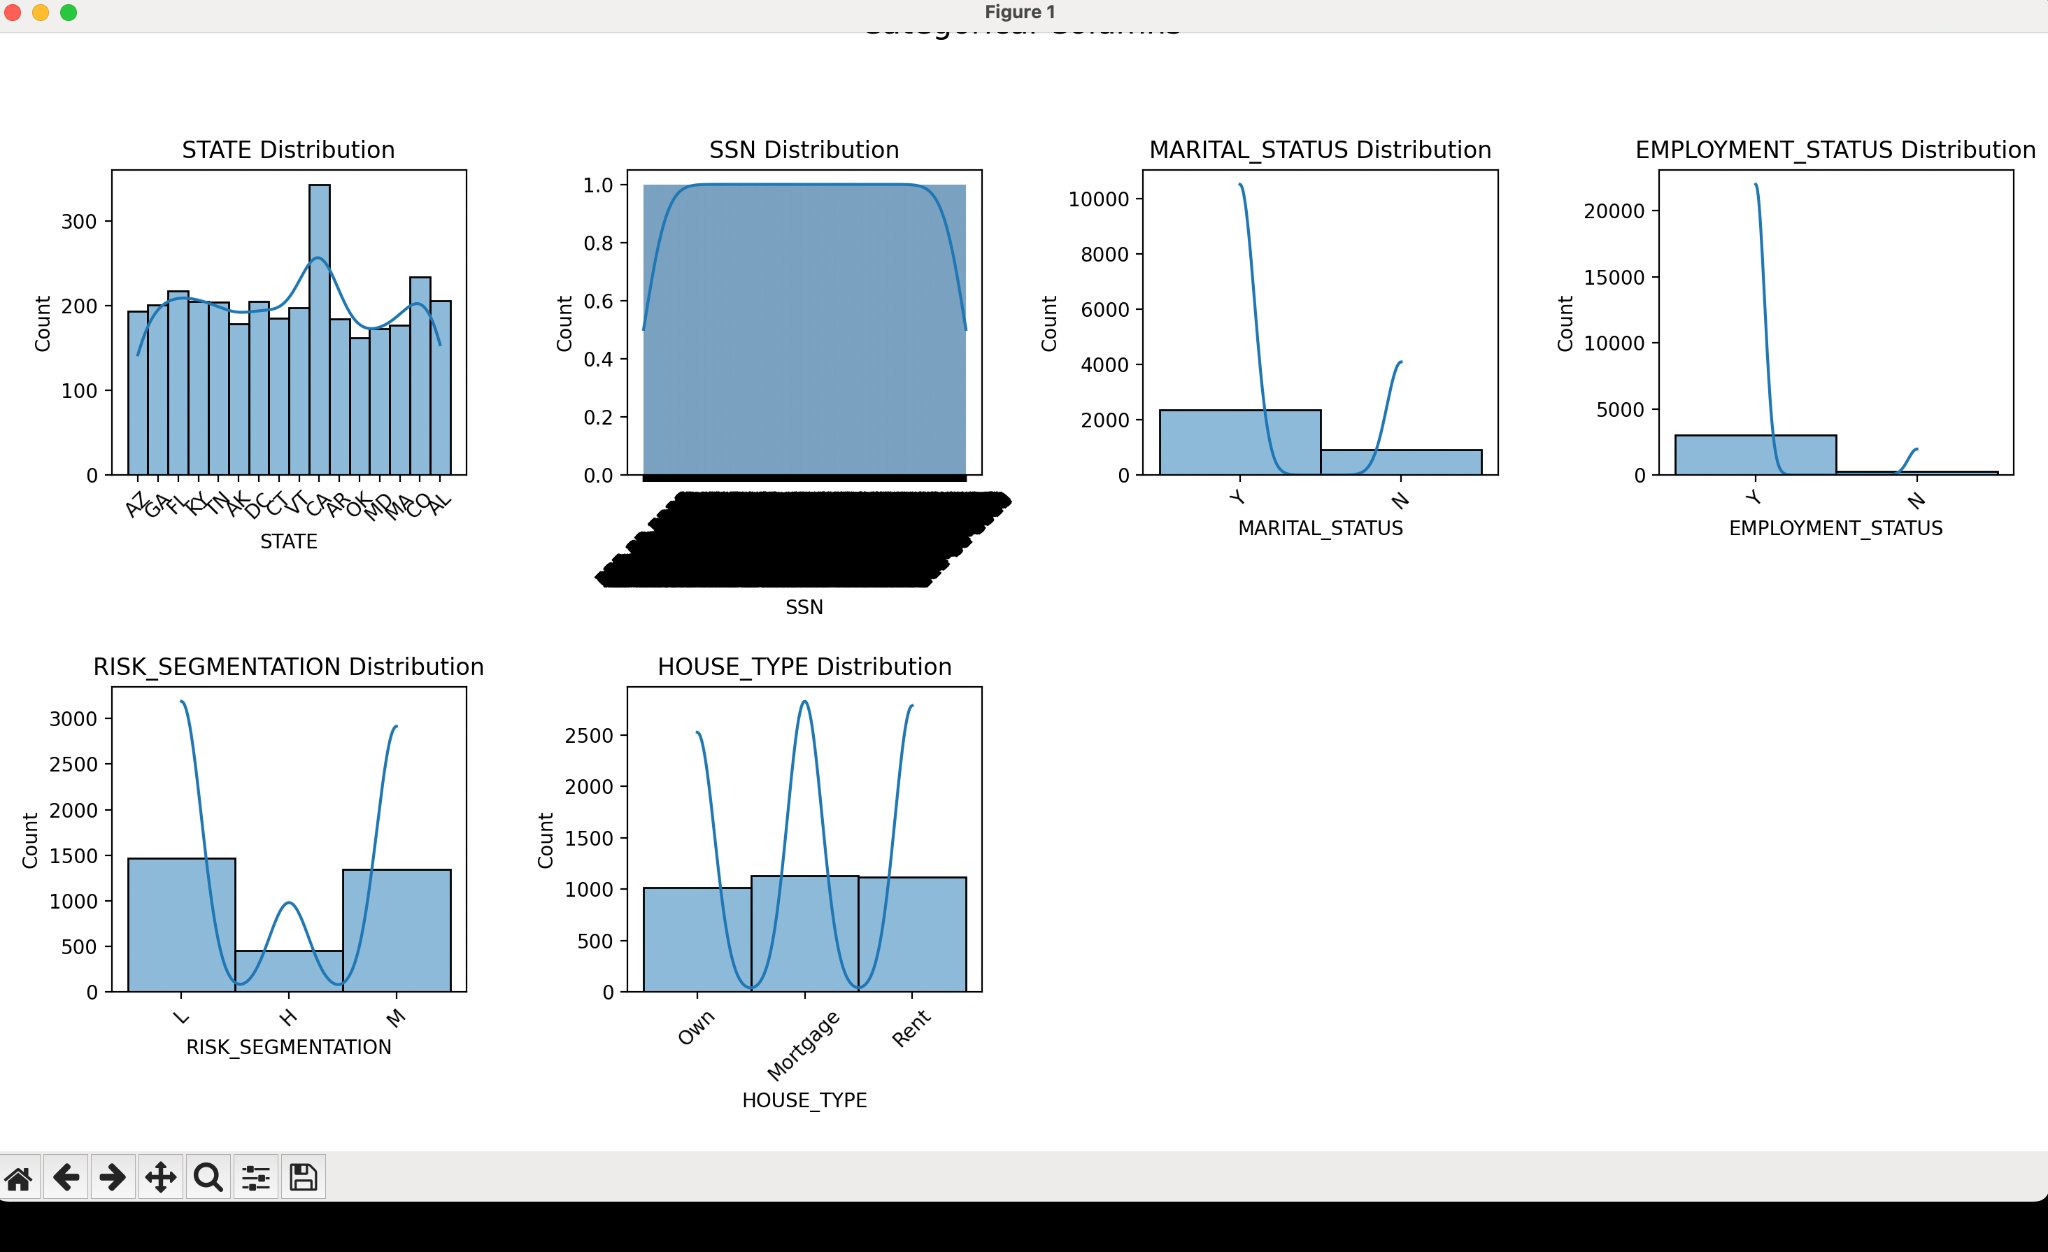 Figure 1
Categorical Columns
STATE Distribution
Count
300
200
100
0
AZ GA FL KY TN AK DC CT VT CA AR OK MD MA CO AL
STATE
SSN Distribution
Count
1.0
0.8
0.6
0.4
0.2
0.0
SSN
MARITAL_STATUS Distribution
Count
10000
8000
6000
4000
2000
0
Y N
MARITAL_STATUS
EMPLOYMENT_STATUS Distribution
Count
20000
15000
10000
5000
0
Y N
EMPLOYMENT_STATUS
RISK_SEGMENTATION Distribution
Count
3000
2500
2000
1500
1000
500
0
L H M
RISK_SEGMENTATION
HOUSE_TYPE Distribution
Count
2500
2000
1500
1000
500
0
Own Mortgage Rent
HOUSE_TYPE